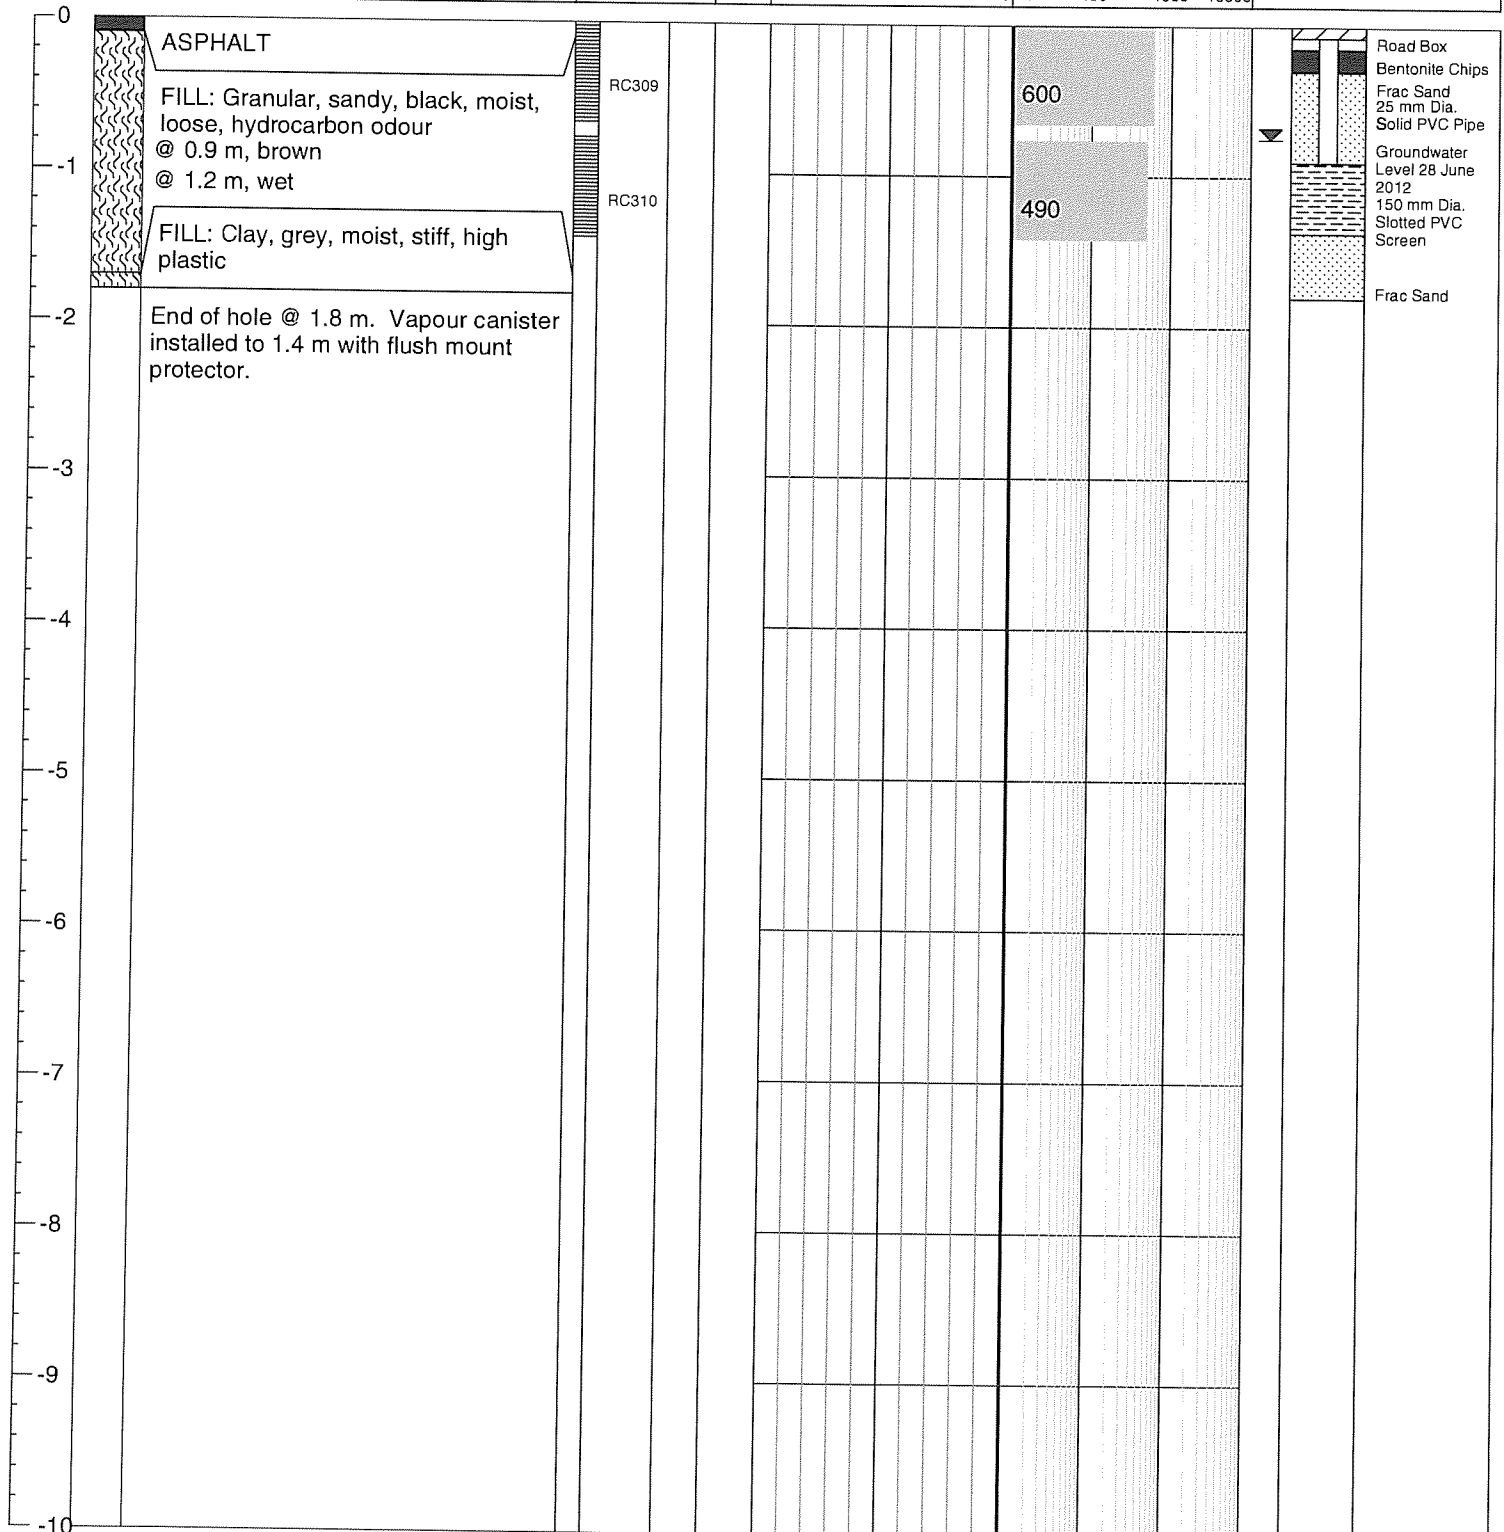 -0
ASPHALT
FILL: Granular, sandy, black, moist,
loose, hydrocarbon odour
@ 0.9 m, brown
@ 1.2 m, wet
FILL: Clay, grey, moist, stiff, high
plastic
End of hole @ 1.8 m. Vapour canister
installed to 1.4 m with flush mount
protector.
RC309
RC310
600
490
Road Box
Bentonite Chips
Frac Sand
25 mm Dia.
Solid PVC Pipe
Groundwater
Level 28 June
2012
150 mm Dia.
Slotted PVC
Screen
Frac Sand
-1
-2
-3
-4
-5
-6
-7
-8
-9
-10